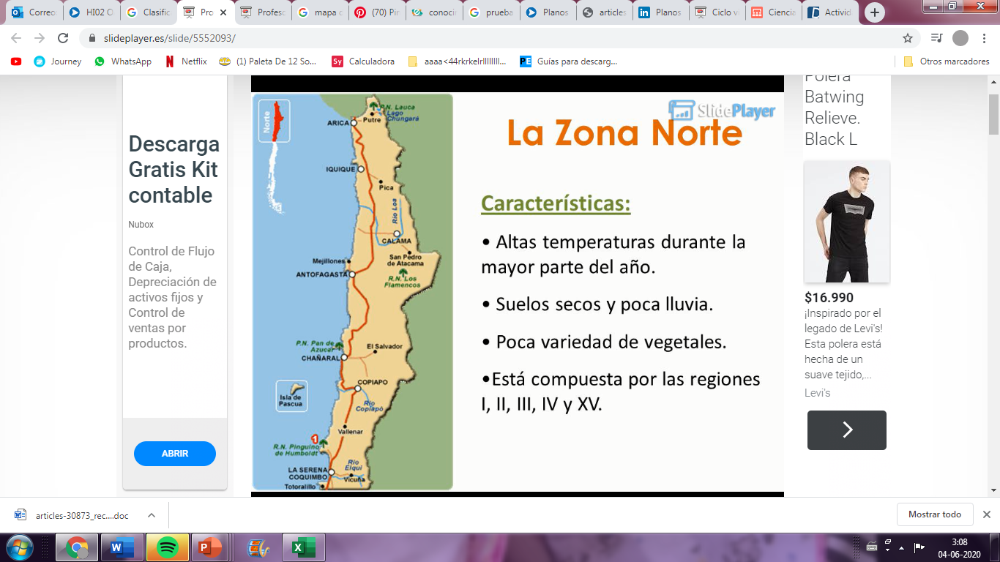 Correo
HI02 O
Clasific
Pro
Profeso
mapa c
(70) Pin
conocir
prueba
Planos
articles
Planos
Ciclo v
Ciencia
Activid
slideplayer.es/slide/5552093/
Journey
WhatsApp
Netflix
(1) Paleta De 12 So...
Calculadora
Guías para descarg...
Otros marcadores
Descarga
Gratis Kit
contable
Nubox
Control de Flujo
de Caja,
Depreciación de
activos fijos y
Control de
ventas por
productos.
ABRIR
Norte
P.N. Lauca
Lago
Chungará
Putre
ARICA
IQUIQUE
Pica
Río Loa
CALAMA
San Pedro
de Atacama
Mejillones
ANTOFAGASTA
R.N. Los
Flamencos
P.N. Pan de
Azucar
El Salvador
CHAÑARAL
COPIAPO
Isla de
Pascua
Río
Copiapó
Vallenar
1
R.N. Pinguino
de Humboldt
LA SERENA
COQUIMBO
Río
Elqui
Vicuña
Totoralillo
SlidePlayer
La Zona Norte
Características:
• Altas temperaturas durante la
mayor parte del año.
• Suelos secos y poca lluvia.
• Poca variedad de vegetales.
•Está compuesta por las regiones
I, II, III, IV y XV.
Polera
Batwing
Relieve.
Black L
$16.990
¡Inspirado por el
legado de Levi's!
Esta polera está
hecha de un
suave tejido,...
Levi's
articles-30873_rec....doc
Mostrar todo
3:08
04-06-2020